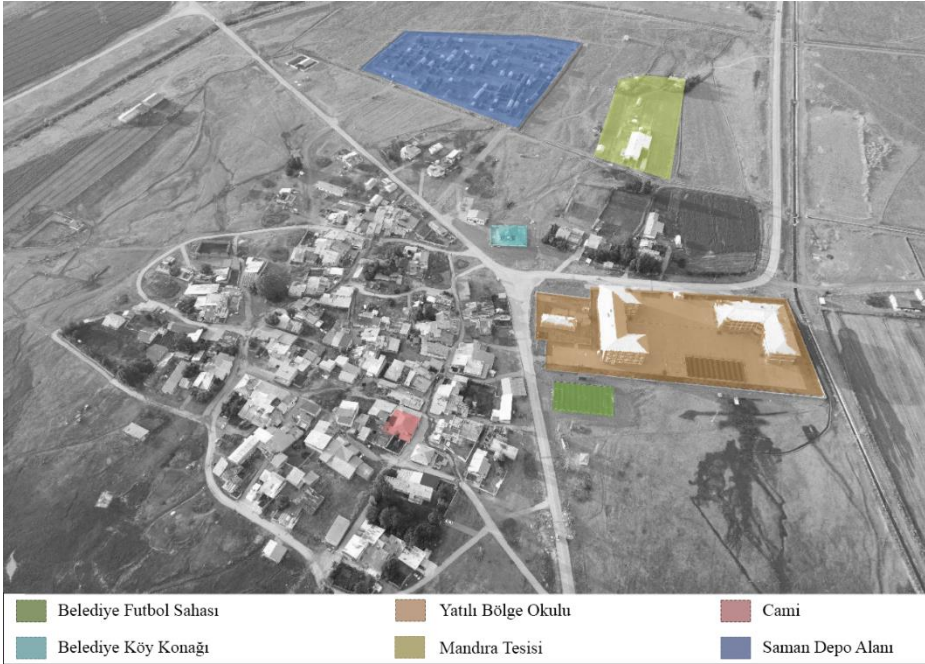 Belediye Futbol Sahası
Yatılı Bölge Okulu
Cami
Belediye Köy Konağı
Mandıra Tesisi
Saman Depo Alanı